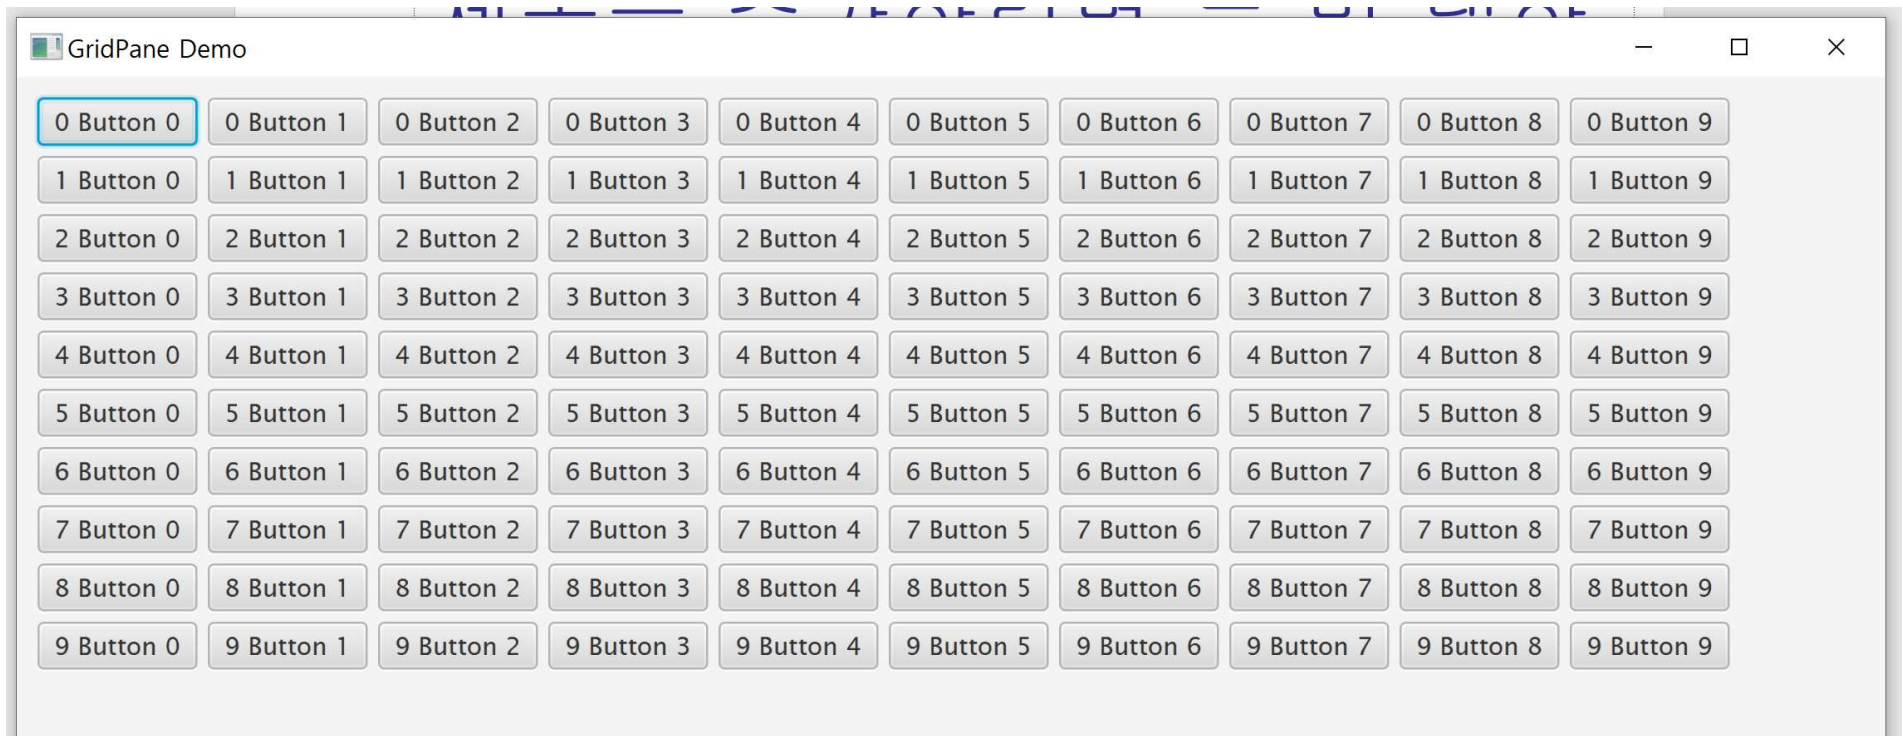 GridPane Demo
0 Button 0 0 Button 1 0 Button 2 0 Button 3 0 Button 4 0 Button 5 0 Button 6 0 Button 7 0 Button 8 0 Button 9
1 Button 0 1 Button 1 1 Button 2 1 Button 3 1 Button 4 1 Button 5 1 Button 6 1 Button 7 1 Button 8 1 Button 9
2 Button 0 2 Button 1 2 Button 2 2 Button 3 2 Button 4 2 Button 5 2 Button 6 2 Button 7 2 Button 8 2 Button 9
3 Button 0 3 Button 1 3 Button 2 3 Button 3 3 Button 4 3 Button 5 3 Button 6 3 Button 7 3 Button 8 3 Button 9
4 Button 0 4 Button 1 4 Button 2 4 Button 3 4 Button 4 4 Button 5 4 Button 6 4 Button 7 4 Button 8 4 Button 9
5 Button 0 5 Button 1 5 Button 2 5 Button 3 5 Button 4 5 Button 5 5 Button 6 5 Button 7 5 Button 8 5 Button 9
6 Button 0 6 Button 1 6 Button 2 6 Button 3 6 Button 4 6 Button 5 6 Button 6 6 Button 7 6 Button 8 6 Button 9
7 Button 0 7 Button 1 7 Button 2 7 Button 3 7 Button 4 7 Button 5 7 Button 6 7 Button 7 7 Button 8 7 Button 9
8 Button 0 8 Button 1 8 Button 2 8 Button 3 8 Button 4 8 Button 5 8 Button 6 8 Button 7 8 Button 8 8 Button 9
9 Button 0 9 Button 1 9 Button 2 9 Button 3 9 Button 4 9 Button 5 9 Button 6 9 Button 7 9 Button 8 9 Button 9